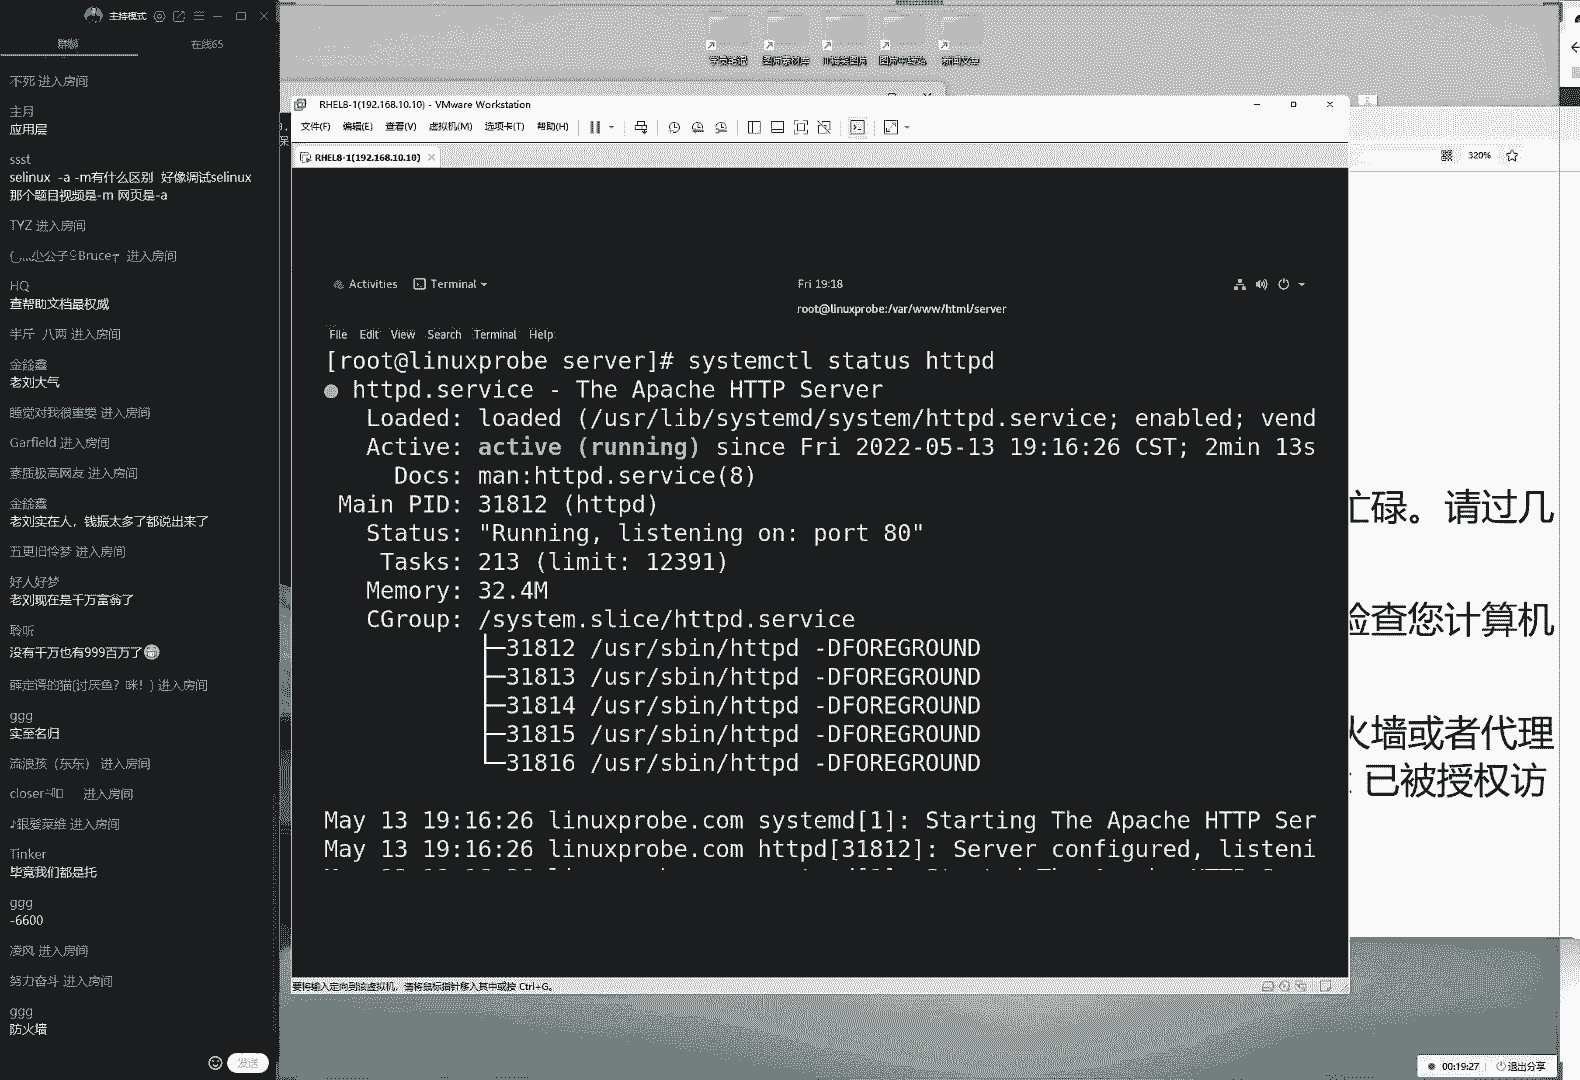 主持模式
群聊
在线65
不死 进入房间
主月
应用层
ssst
selinux -a -m有什么区别 好像调试selinux
那个题目视频是-m 网页是-a
TYZ 进入房间
小公子 Bruce 进入房间
HQ
查帮助文档最权威
半斤 八两 进入房间
老刘大气
睡觉对我很重要 进入房间
Garfield 进入房间
素质极高网友 进入房间
老刘实在人，钱振太多了都说出来了
五更旧怜梦 进入房间
好人好梦
老刘现在是千万富翁了
聆听
没有千万也有999百万了
薛定谔的猫(讨厌鱼？咪！) 进入房间
ggg
实至名归
流浪孩（东东） 进入房间
closer 进入房间
进入房间
Tinker
毕竟我们都是托
ggg
-6600
凌风 进入房间
努力奋斗 进入房间
ggg
防火墙
发送
学员笔试
图标素材库
新闻文章
RHEL8-1(192.168.10.10) - VMware Workstation
文件(F) 编辑(E) 查看(V) 虚拟机(M) 选项卡(T) 帮助(H)
RHEL8-1(192.168.10.10)
320%
Activities Terminal
Fri 19:18
root@linuxprobe:/var/www/html/server
File Edit View Search Terminal Help
[root@linuxprobe server]# systemctl status httpd
● httpd.service - The Apache HTTP Server
Loaded: loaded (/usr/lib/systemd/system/httpd.service; enabled; vend
Active: active (running) since Fri 2022-05-13 19:16:26 CST; 2min 13s
Docs: man:httpd.service(8)
Main PID: 31812 (httpd)
Status: "Running, listening on: port 80"
Tasks: 213 (limit: 12391)
Memory: 32.4M
CGroup: /system.slice/httpd.service
├─31812 /usr/sbin/httpd -DFOREGROUND
├─31813 /usr/sbin/httpd -DFOREGROUND
├─31814 /usr/sbin/httpd -DFOREGROUND
├─31815 /usr/sbin/httpd -DFOREGROUND
└─31816 /usr/sbin/httpd -DFOREGROUND
May 13 19:16:26 linuxprobe.com systemd[1]: Starting The Apache HTTP Ser
May 13 19:16:26 linuxprobe.com httpd[31812]: Server configured, listeni
要将输入定向到该虚拟机，请将鼠标指针移入其中或按 Ctrl+G。
忙碌。请过几
检查您计算机
火墙或者代理
已被授权访
00:19:27
退出分享